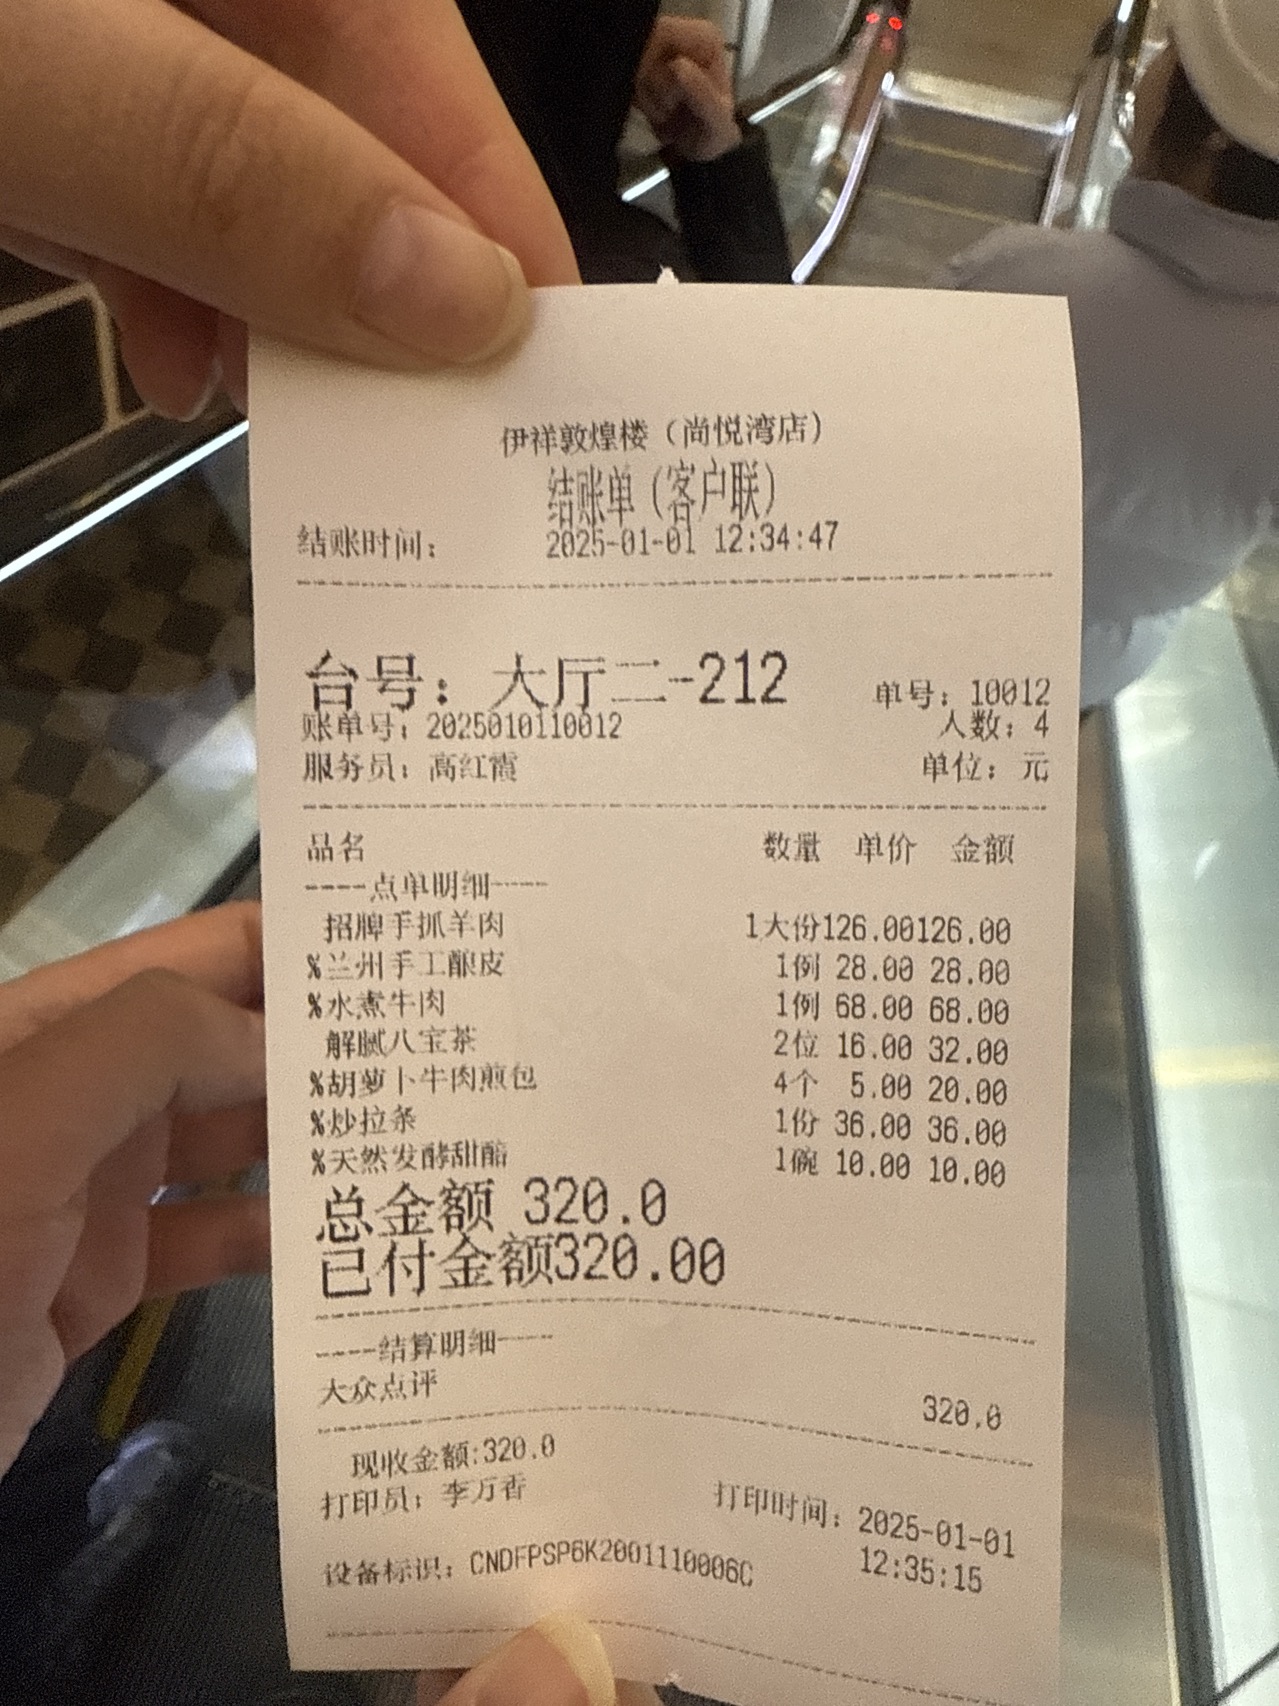 伊祥敦煌楼（尚悦湾店）
结账单（客户联）
结账时间： 2025-01-01 12:34:47
台号： 大厅二-212 单号：10012
账单号：2025010110012 人数：4
服务员：高红霞 单位：元
品名 数量 单价 金额
----点单明细----
招牌手抓羊肉 1大份126.00126.00
%兰州手工酿皮 1例 28.00 28.00
%水煮牛肉 1例 68.00 68.00
解腻八宝茶 2位 16.00 32.00
%胡萝卜牛肉煎包 4个 5.00 20.00
%炒拉条 1份 36.00 36.00
%天然发酵甜醅 1碗 10.00 10.00
总金额 320.0
已付金额320.00
----结算明细----
大众点评 320.0
现收金额:320.0
打印员：李万香 打印时间：2025-01-01
12:35:15
设备标识：CNDFPSP6K2001110006C